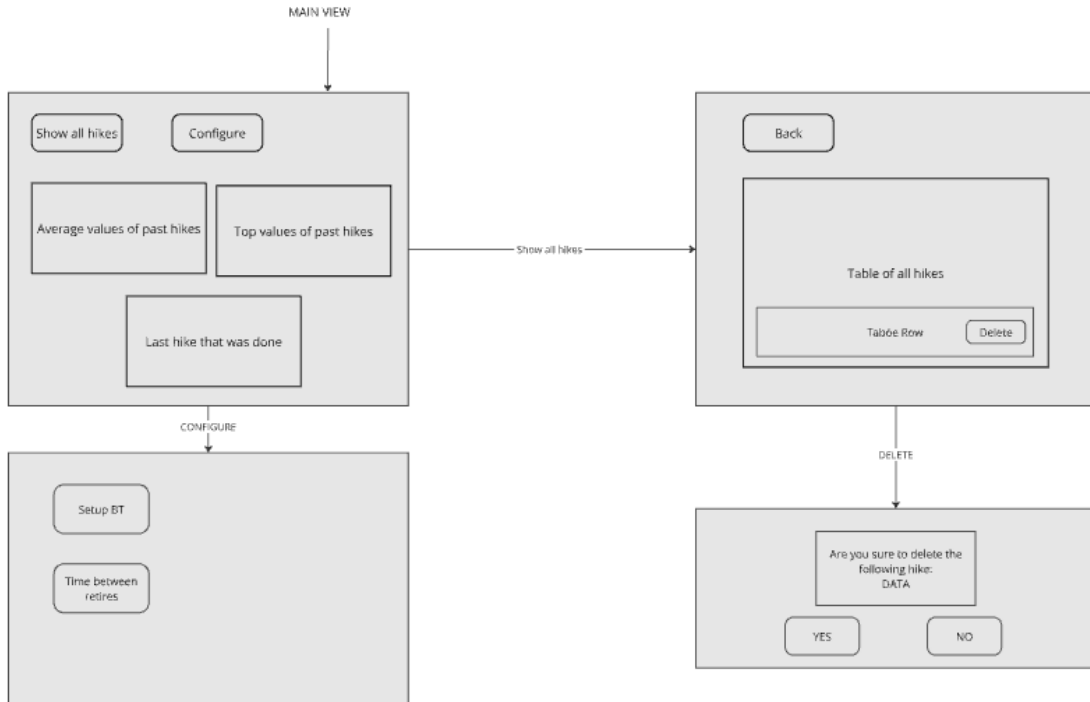 MAIN VIEW
Show all hikes
Configure
Average values of past hikes
Top values of past hikes
Last hike that was done
Show all hikes
Back
Table of all hikes
Tab6e Row
Delete
CONFIGURE
Setup BT
Time between
retires
DELETE
Are you sure to delete the
following hike:
DATA
YES
NO